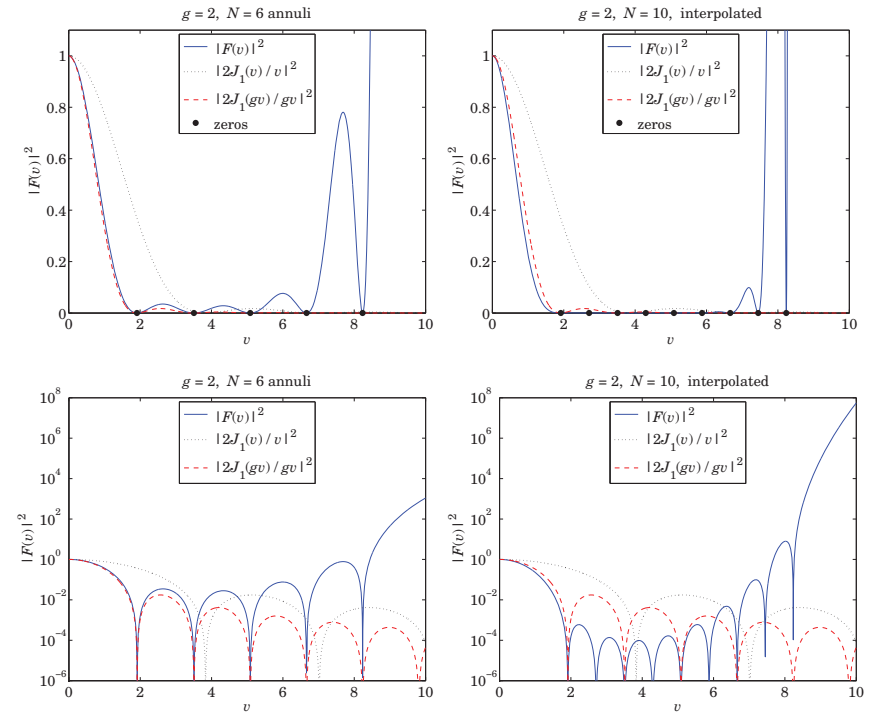 g = 2, N = 6 annuli
|F(v)|²
|2J₁(v)/v|²
|2J₁(gv)/gv|²
zeros
|F(v)|²
1
0.8
0.6
0.4
0.2
0
0 2 4 6 8 10
v
g = 2, N = 10, interpolated
|F(v)|²
|2J₁(v)/v|²
|2J₁(gv)/gv|²
zeros
|F(v)|²
1
0.8
0.6
0.4
0.2
0
0 2 4 6 8 10
v
g = 2, N = 6 annuli
|F(v)|²
|2J₁(v)/v|²
|2J₁(gv)/gv|²
|F(v)|²
10⁸
10⁶
10⁴
10²
10⁰
10⁻²
10⁻⁴
10⁻⁶
0 2 4 6 8 10
v
g = 2, N = 10, interpolated
|F(v)|²
|2J₁(v)/v|²
|2J₁(gv)/gv|²
|F(v)|²
10⁸
10⁶
10⁴
10²
10⁰
10⁻²
10⁻⁴
10⁻⁶
0 2 4 6 8 10
v